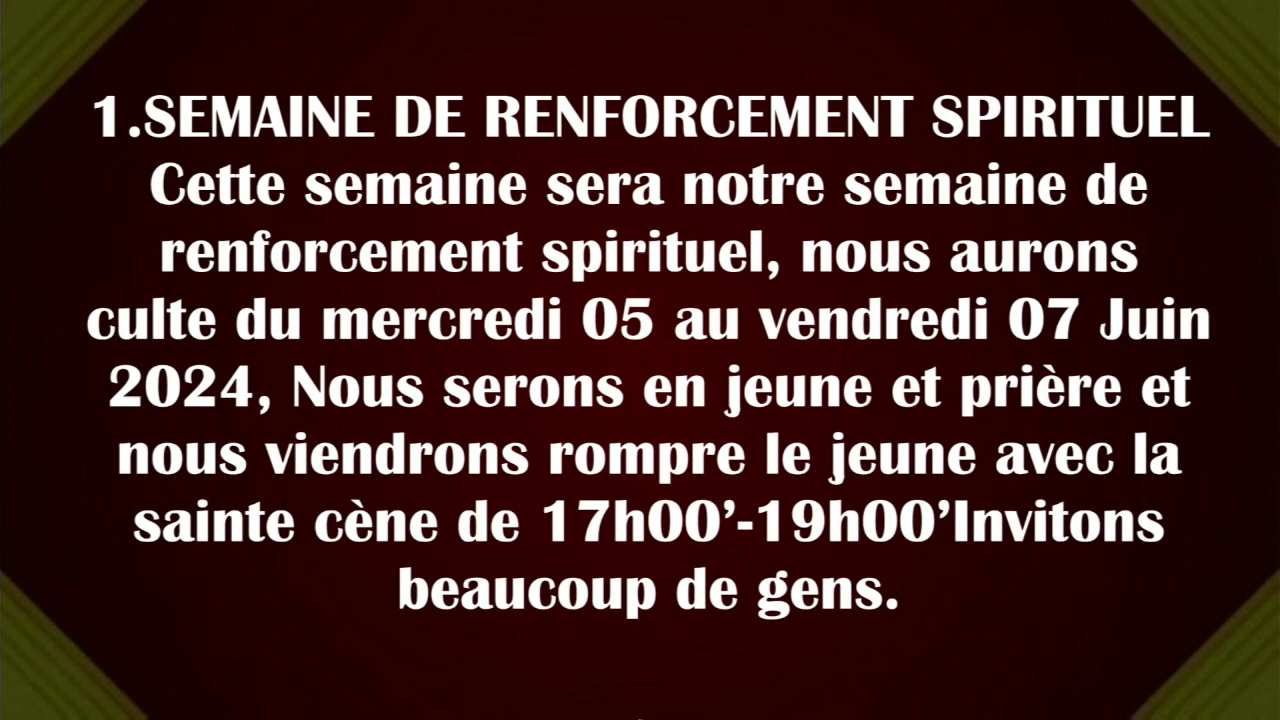 1.SEMAINE DE RENFORCEMENT SPIRITUEL
Cette semaine sera notre semaine de
renforcement spirituel, nous aurons
culte du mercredi 05 au vendredi 07 Juin
2024, Nous serons en jeune et prière et
nous viendrons rompre le jeune avec la
sainte cène de 17h00’-19h00’Invitons
beaucoup de gens.